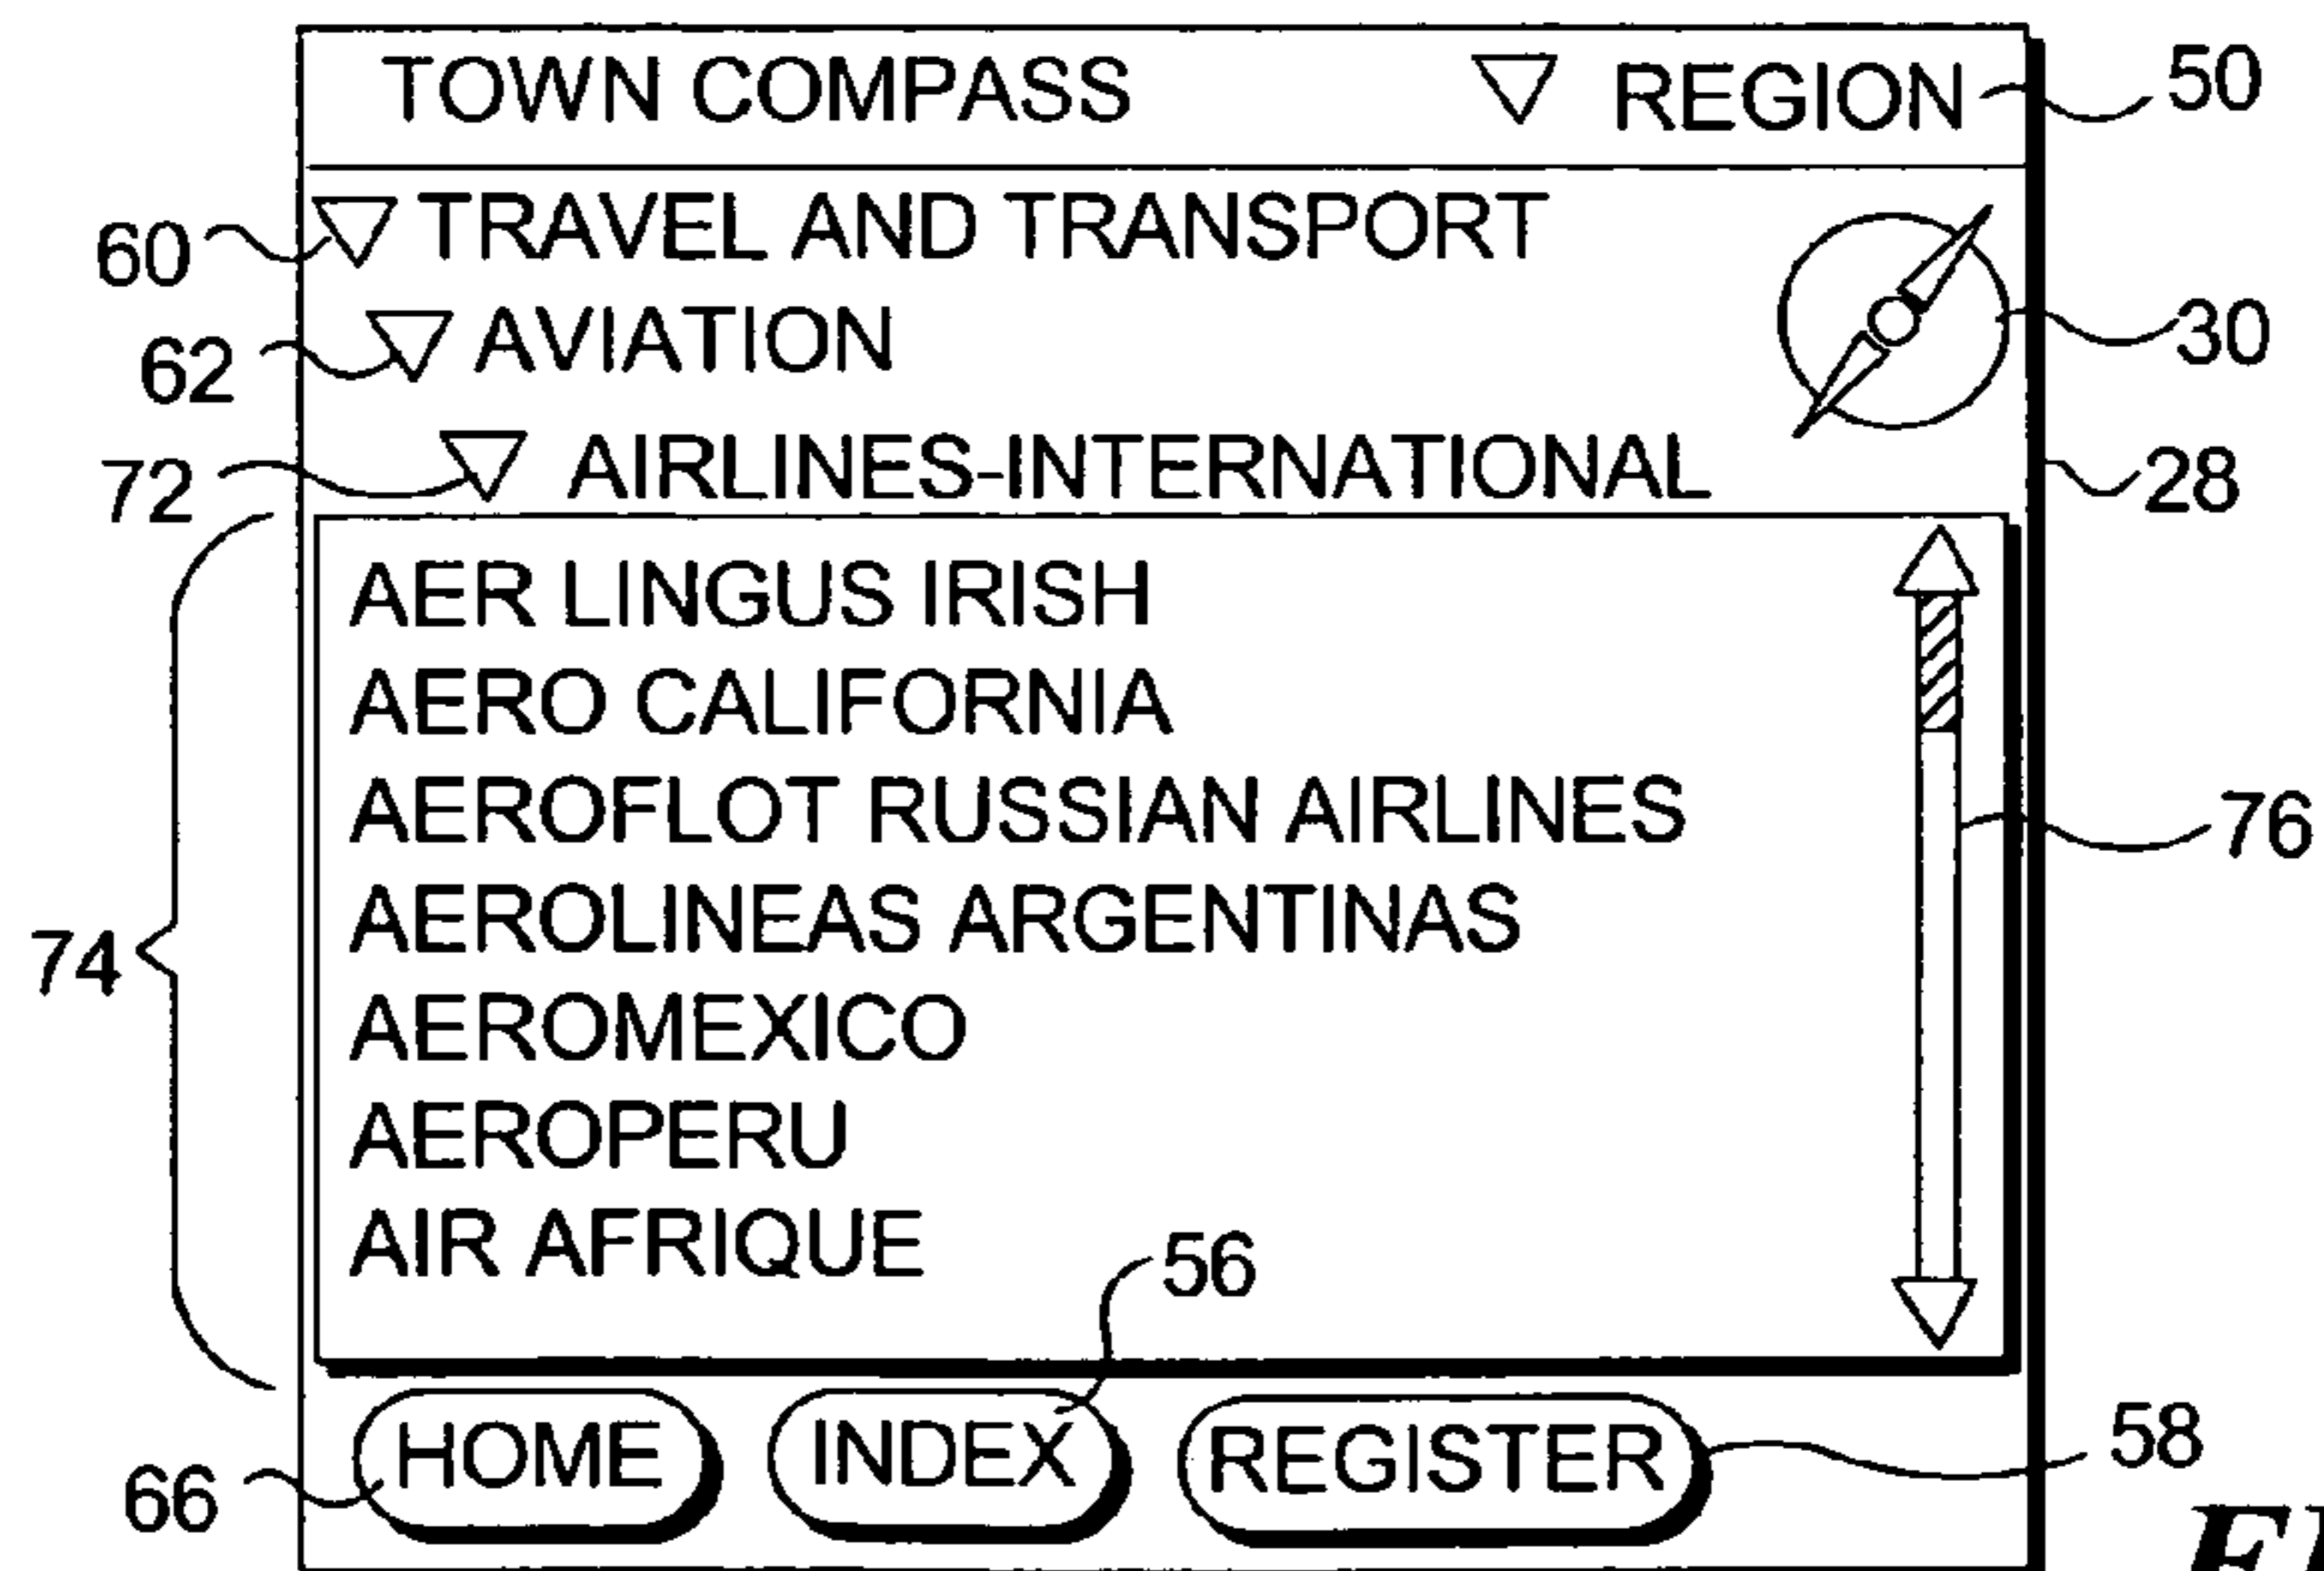 TOWN COMPASS REGION 50
60 TRAVEL AND TRANSPORT
62 AVIATION 30
72 AIRLINES-INTERNATIONAL 28
AER LINGUS IRISH
AERO CALIFORNIA
AEROFLOT RUSSIAN AIRLINES 76
74 AEROLINEAS ARGENTINAS
AEROMEXICO
AEROPERU
AIR AFRIQUE 56
66 HOME INDEX REGISTER 58